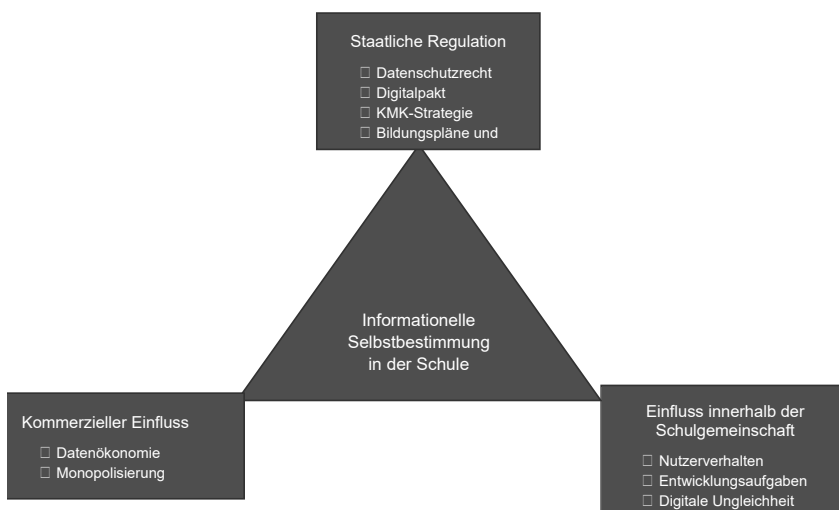 Staatliche Regulation
Datenschutzrecht
Digitalpakt
KMK-Strategie
Bildungspläne und
Informationelle
Selbstbestimmung
in der Schule
Kommerzieller Einfluss
Datenökonomie
Monopolisierung
Einfluss innerhalb der
Schulgemeinschaft
Nutzerverhalten
Entwicklungsaufgaben
Digitale Ungleichheit